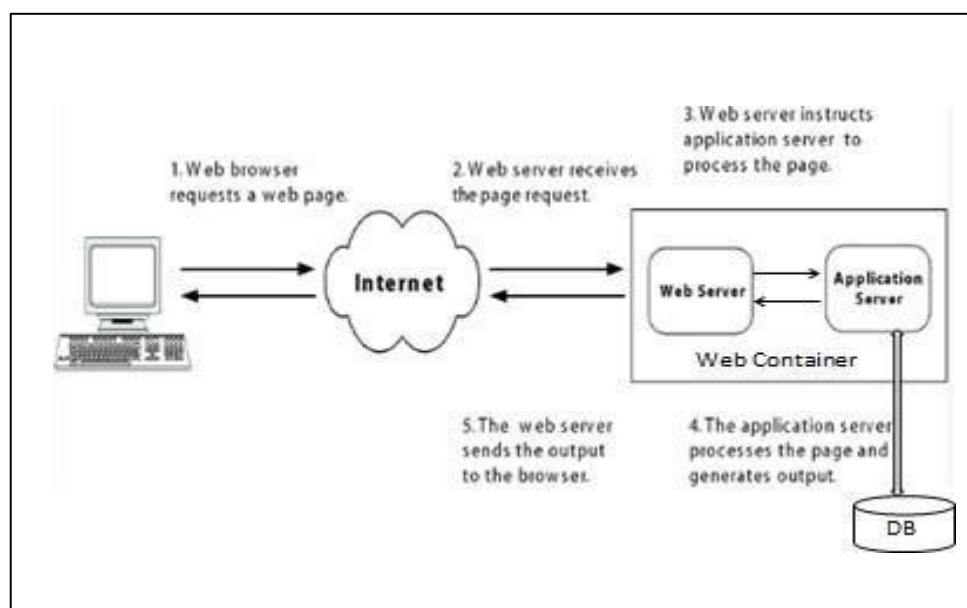 3. Web server instructs
application server to
process the page.
1. Web browser
requests a web page.
2. Web server receives
the page request.
Internet
Web Server
Application
Server
Web Container
5. The web server
sends the output
to the browser.
4. The application server
processes the page and
generates output.
DB